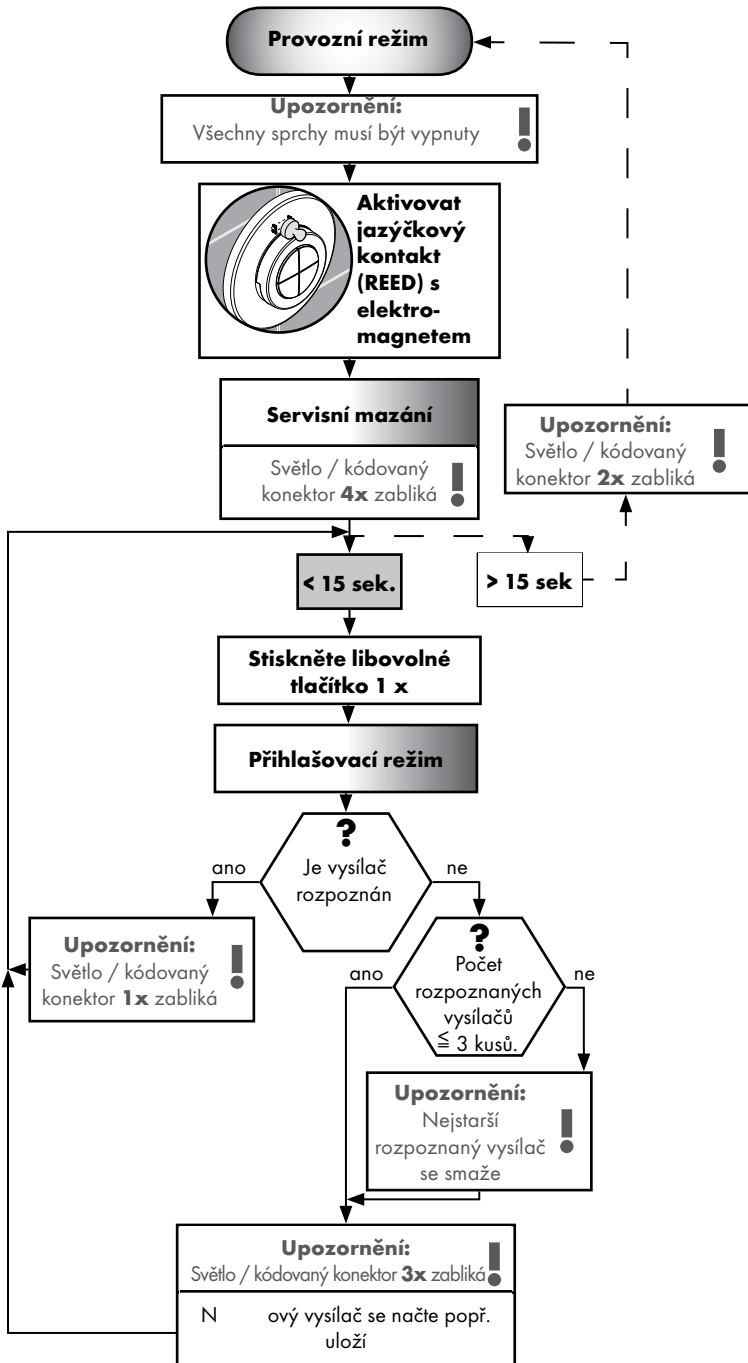 Provozní režim
Upozornění:
Všechny sprchy musí být vypnuty
Aktivovat
jazýčkový
kontakt
(REED) s
elektro-
magnetem
Servisní mazání
Světlo / kódovaný
konektor 4x zabliká
Upozornění:
Světlo / kódovaný
konektor 2x zabliká
< 15 sek.
> 15 sek
Stiskněte libovolné
tlačítko 1 x
Přihlašovací režim
?
Je vysílač
rozpoznán
ano
ne
Upozornění:
Světlo / kódovaný
konektor 1x zabliká
?
Počet
rozpoznaných
vysílačů
≦ 3 kusů.
ano
ne
Upozornění:
Nejstarší
rozpoznaný vysílač
se smaže
Upozornění:
Světlo / kódovaný konektor 3x zabliká
N ový vysílač se načte popř.
uloží